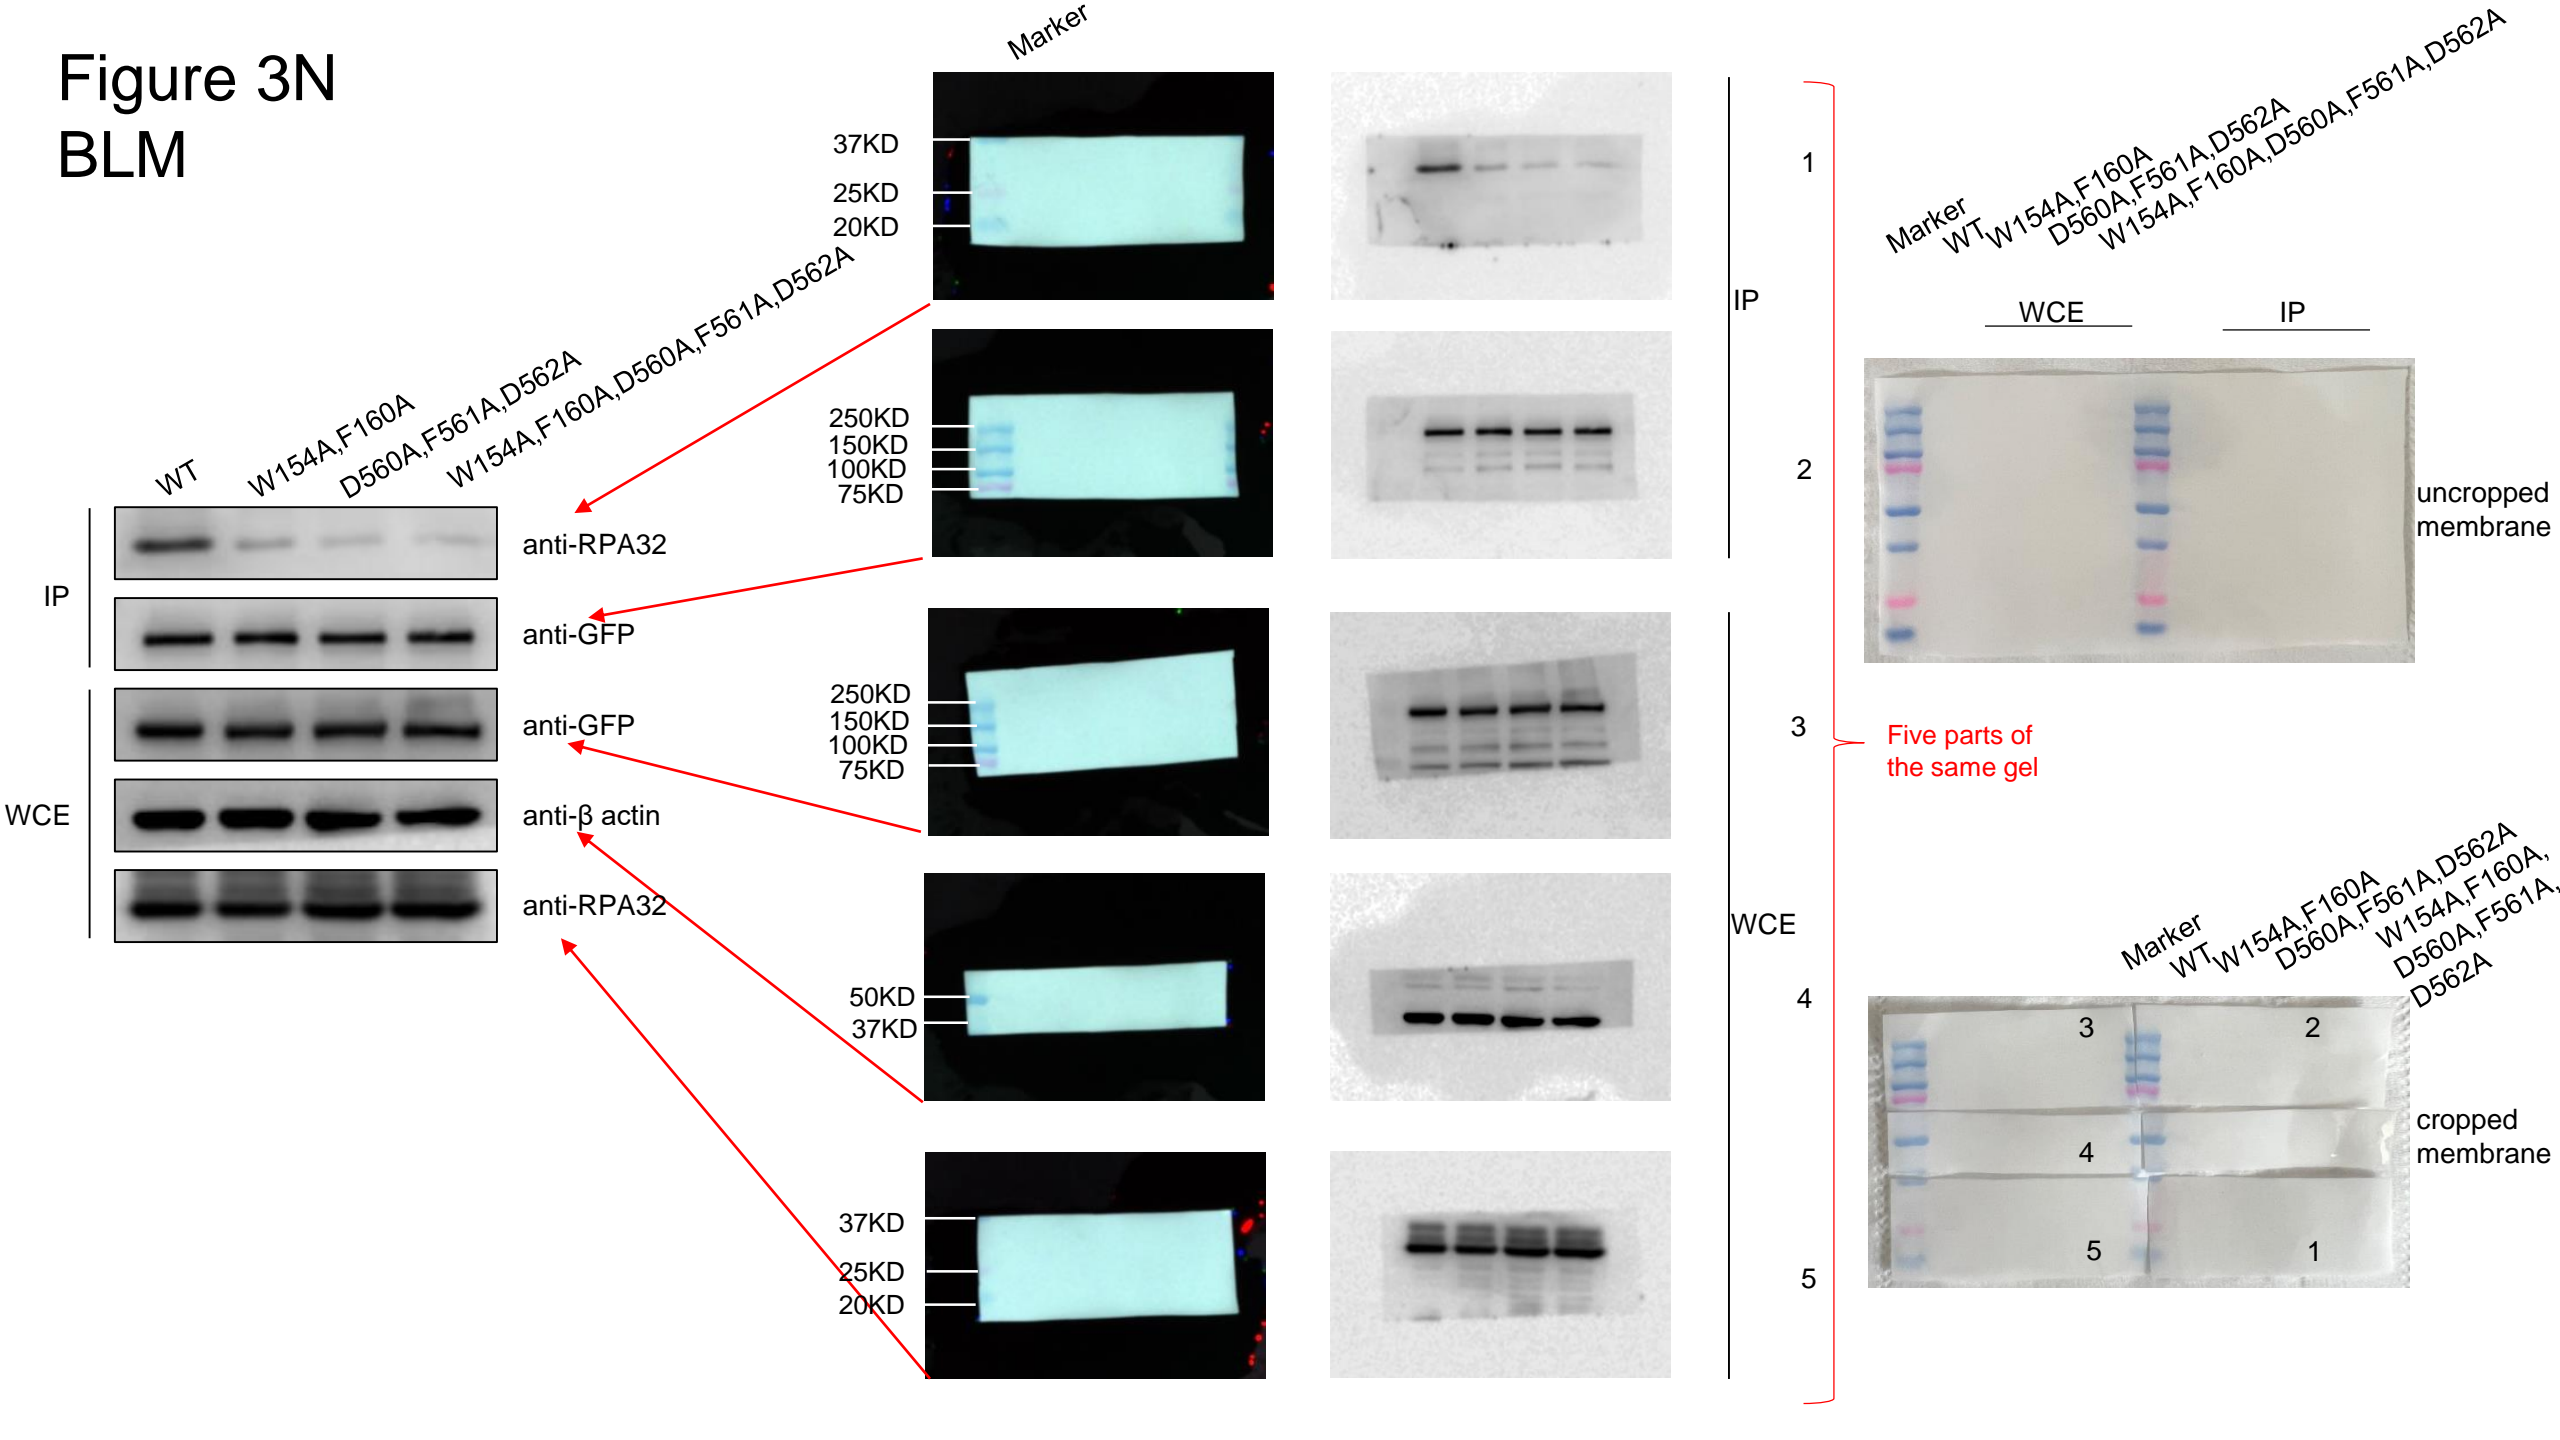 Figure 3N
BLM
WT
W154A,F160A
D560A,F561A,D562A
W154A,F160A,D560A,F561A,D562A
IP
anti-RPA32
anti-GFP
WCE
anti-GFP
anti-β actin
anti-RPA32
Marker
37KD
25KD
20KD
250KD
150KD
100KD
75KD
250KD
150KD
100KD
75KD
50KD
37KD
37KD
25KD
20KD
IP
WCE
1
2
3
4
5
Five parts of
the same gel
Marker
WT
W154A,F160A
D560A,F561A,D562A
W154A,F160A,D560A,F561A,D562A
WCE
IP
uncropped
membrane
Marker
WT
W154A,F160A
D560A,F561A,D562A
W154A,F160A,
D560A,F561A,
D562A
3
2
4
5
1
cropped
membrane